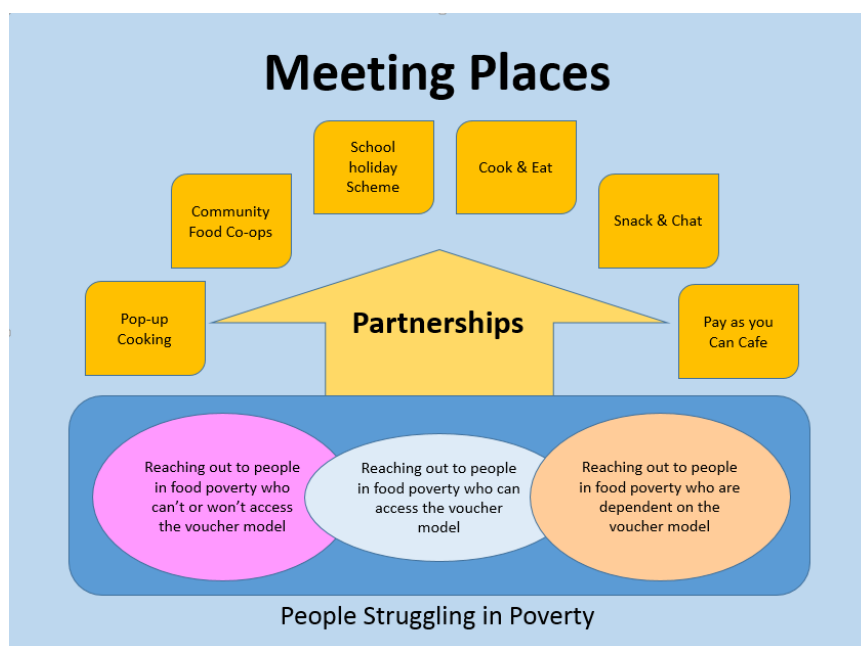 Meeting Places
School
holiday
Scheme
Cook & Eat
Community
Food Co-ops
Snack & Chat
Pop-up
Cooking
Partnerships
Pay as you
Can Cafe
Reaching out to people
in food poverty who
can't or won't access
the voucher model
Reaching out to people
in food poverty who can
access the voucher
model
Reaching out to people
in food poverty who are
dependent on the
voucher model
People Struggling in Poverty